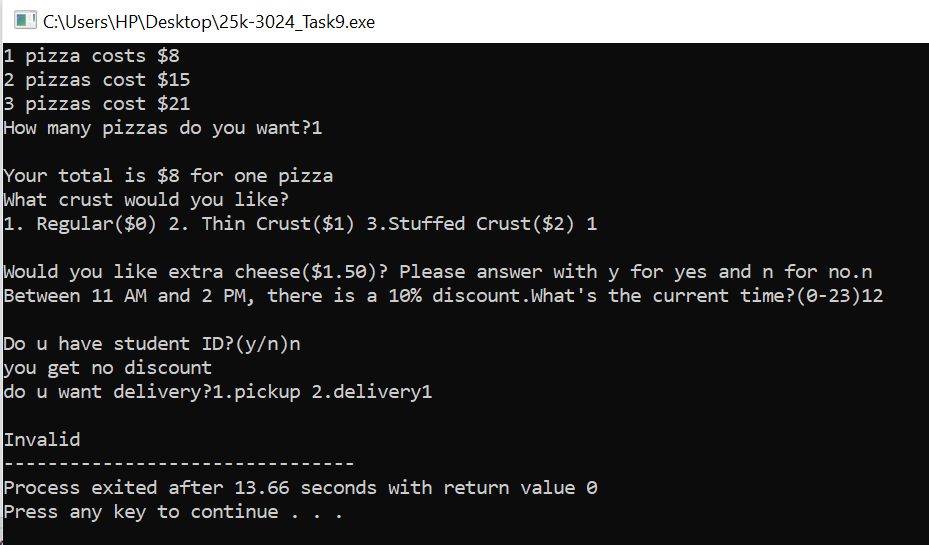 C:\Users\HP\Desktop\25k-3024_Task9.exe
1 pizza costs $8
2 pizzas cost $15
3 pizzas cost $21
How many pizzas do you want?1
Your total is $8 for one pizza
What crust would you like?
1. Regular($0) 2. Thin Crust($1) 3.Stuffed Crust($2) 1
Would you like extra cheese($1.50)? Please answer with y for yes and n for no.n
Between 11 AM and 2 PM, there is a 10% discount.What's the current time?(0-23)12
Do u have student ID?(y/n)n
you get no discount
do u want delivery?1.pickup 2.delivery1
Invalid
--------------------------------
Process exited after 13.66 seconds with return value 0
Press any key to continue . . .